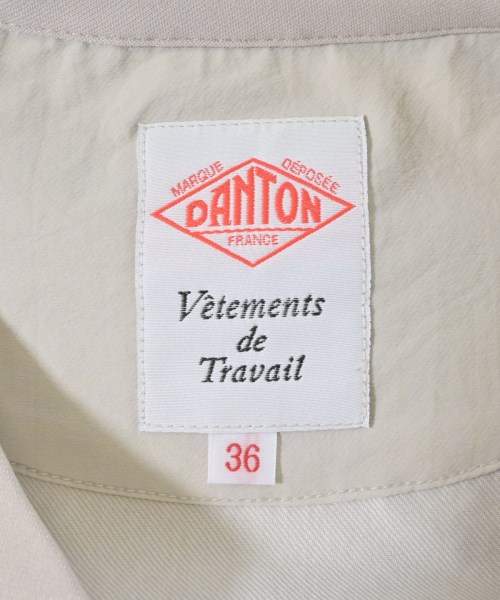 MARQUE DÉPOSÉE
DANTON
FRANCE
Vêtements
de
Travail
36